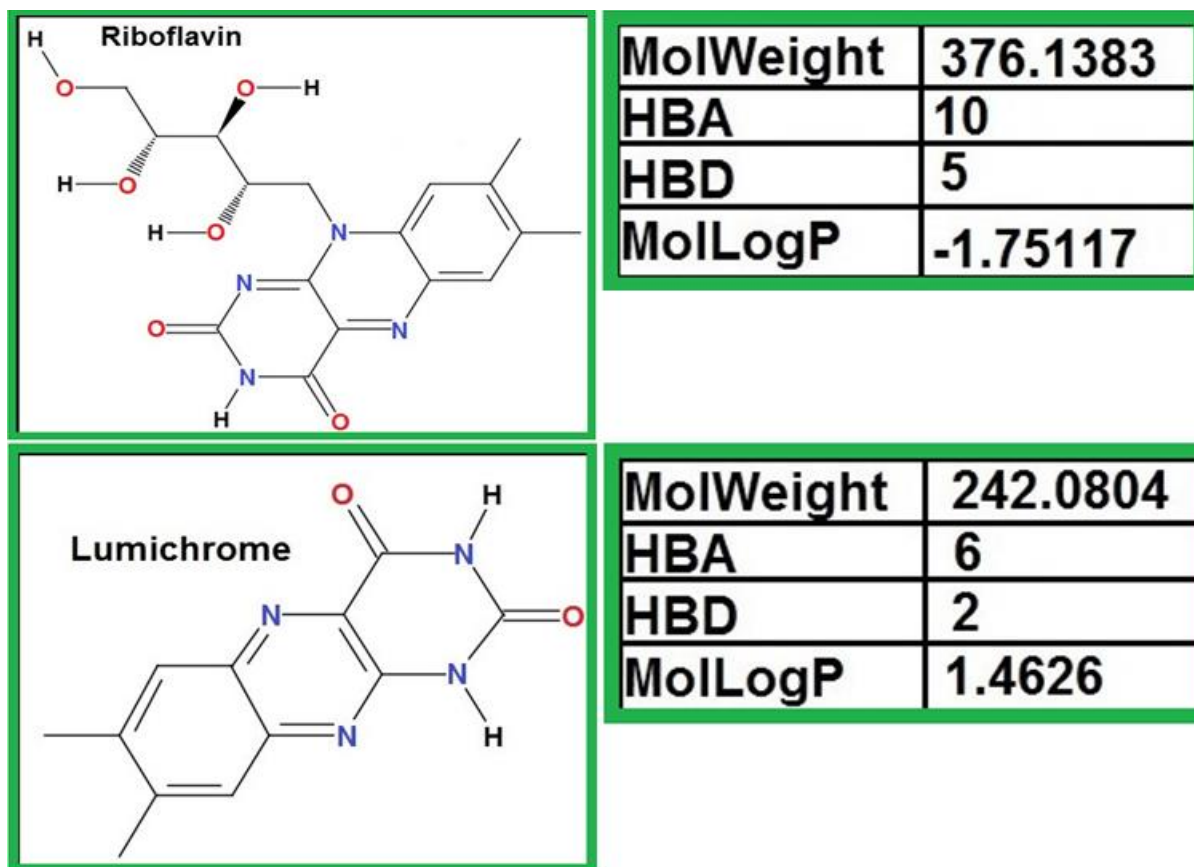 Riboflavin
H
O
O
H
H
O
H
O
N
N
O
N
N
H
O
MolWeight 376.1383
HBA 10
HBD 5
MolLogP -1.75117
Lumichrome
O
H
N
N
O
N
N
H
MolWeight 242.0804
HBA 6
HBD 2
MolLogP 1.4626